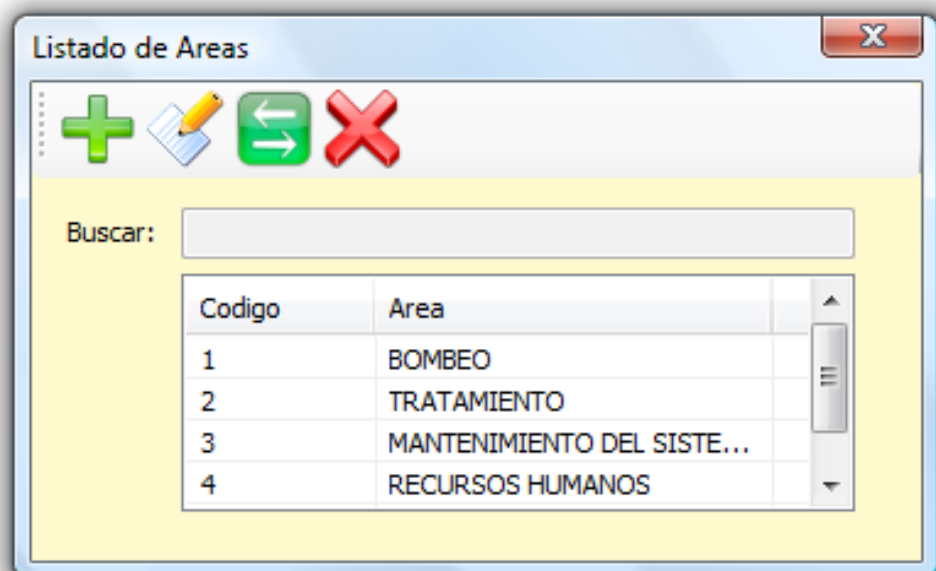 Listado de Areas
Buscar:
Codigo Area
1 BOMBEO
2 TRATAMIENTO
3 MANTENIMIENTO DEL SISTE...
4 RECURSOS HUMANOS